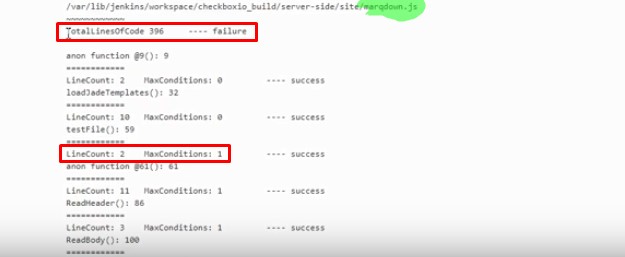 /var/lib/jenkins/workspace/checkboxio_build/server-side/site/marqdown.js
~~~~~~~~~~~~
TotalLinesOfCode 396 ---- failure
anon function @9(): 9
============
LineCount: 2 MaxConditions: 0 ---- success
loadJadeTemplates(): 32
============
LineCount: 10 MaxConditions: 0 ---- success
testFile(): 59
============
LineCount: 2 MaxConditions: 1 ---- success
anon function @61(): 61
============
LineCount: 11 MaxConditions: 1 ---- success
ReadHeader(): 86
============
LineCount: 3 MaxConditions: 1 ---- success
ReadBody(): 100
============